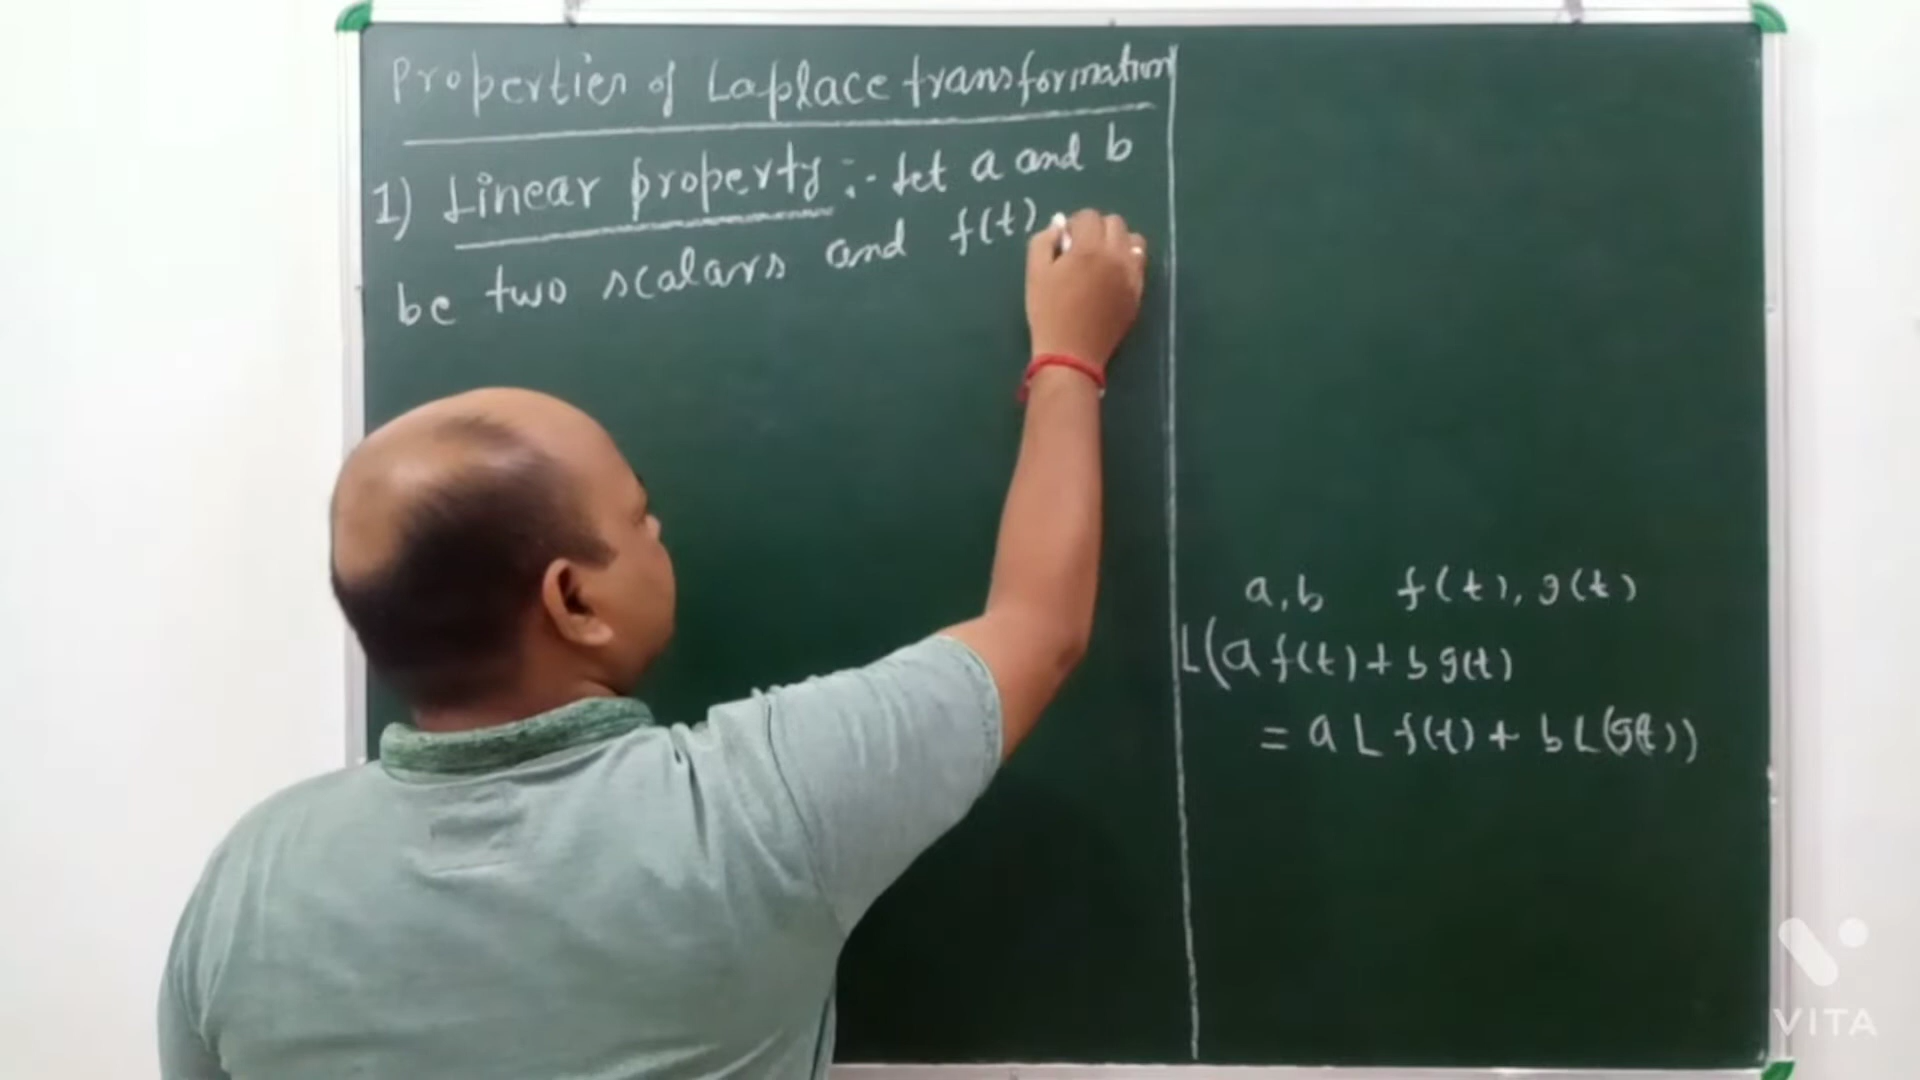 Properties of Laplace transformation
1) Linear property :- Let a and b
be two scalars and f(t)
a, b f(t), g(t)
L(a f(t) + b g(t)
= a L f(t) + b L(g(t))
VITA